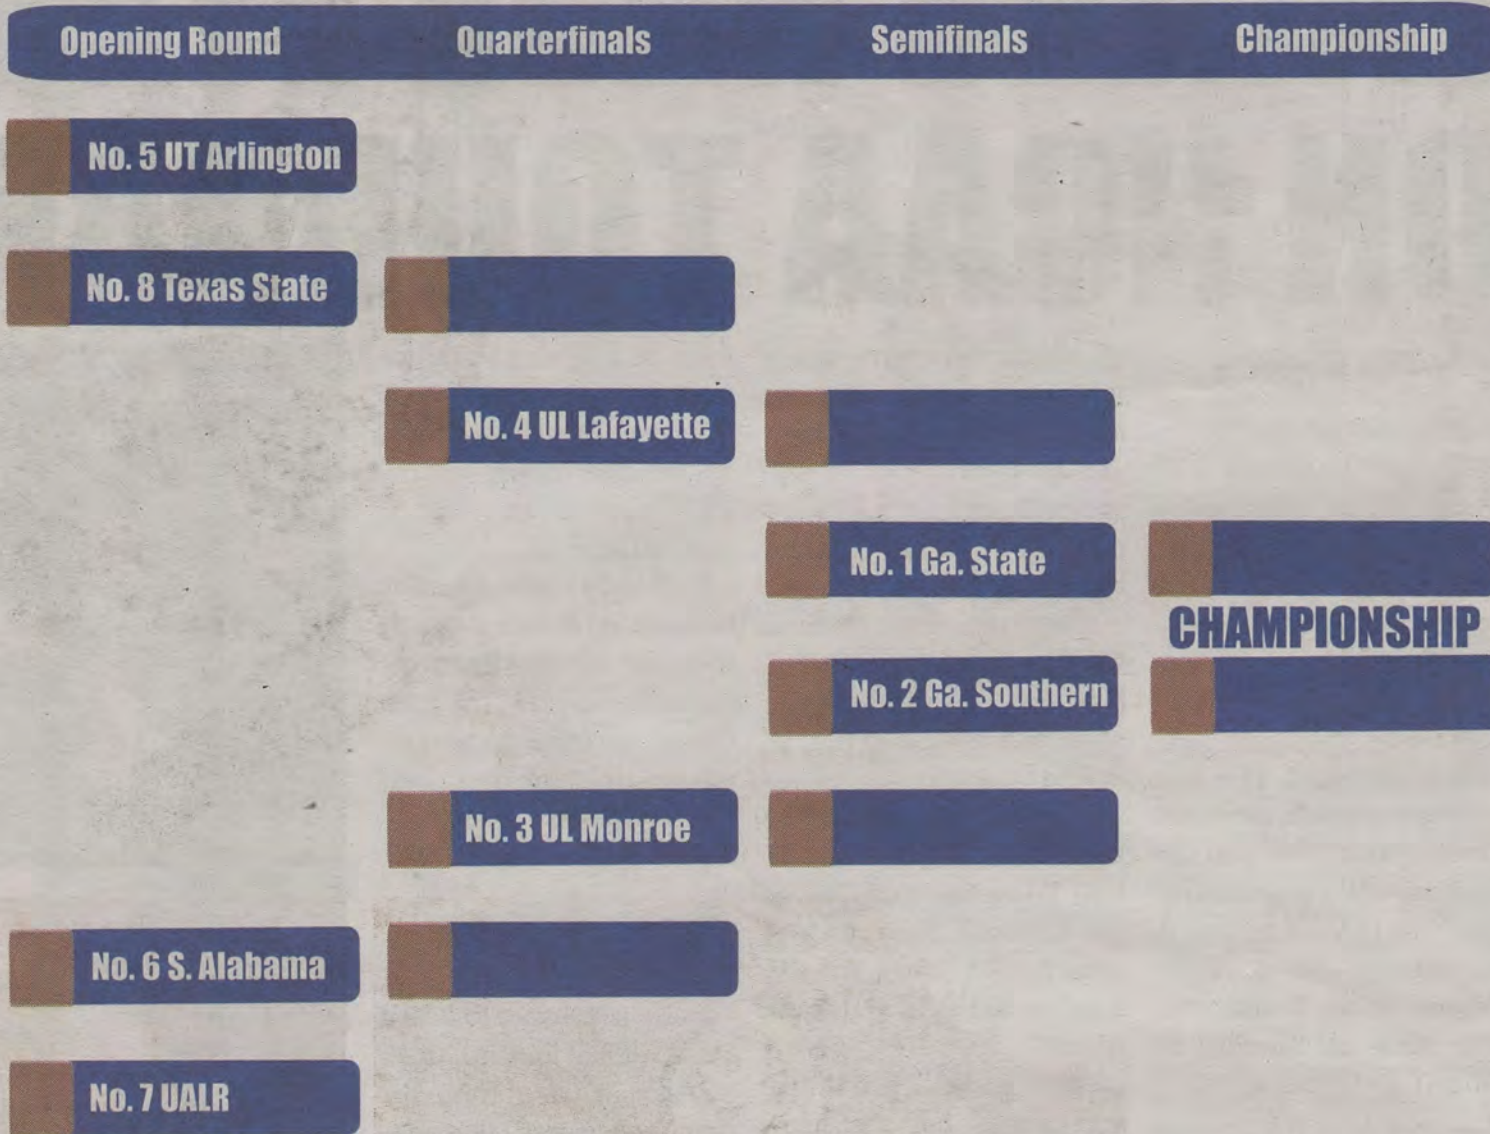 Opening Round
Quarterfinals
Semifinals
Championship
No. 5 UT Arlington
No. 8 Texas State
No. 4 UL Lafayette
No. 1 Ga. State
CHAMPIONSHIP
No. 2 Ga. Southern
No. 3 UL Monroe
No. 6 S. Alabama
No. 7 UALR